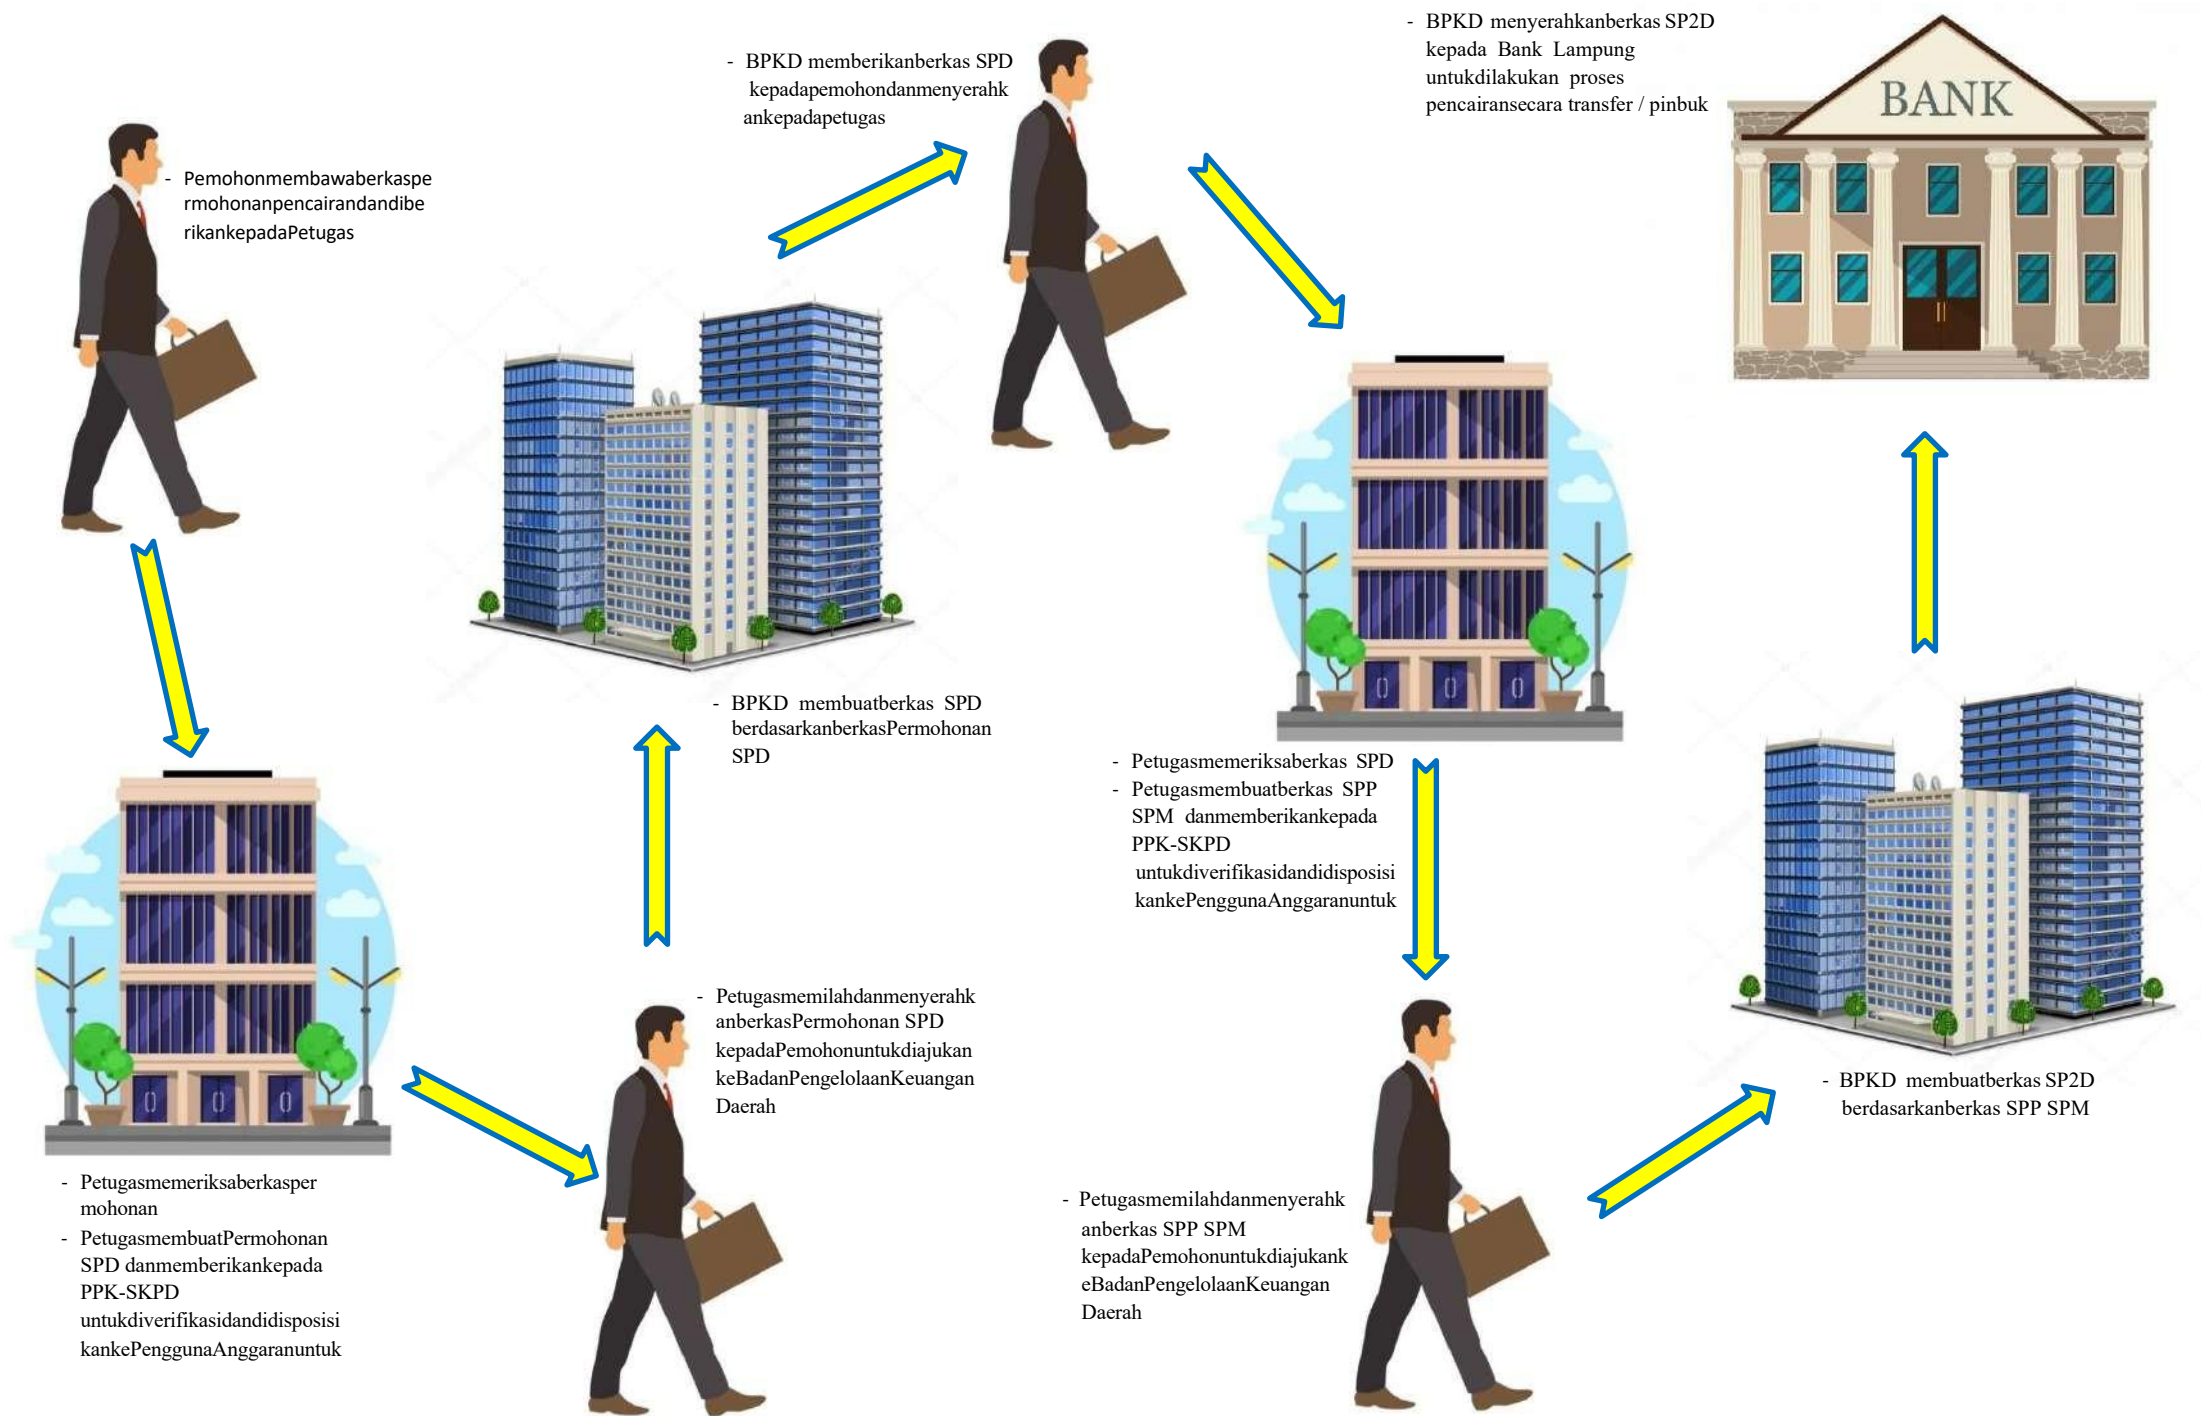 - Pemohonmembawaberkaspe
rmohonanpencairandandibe
rikankepadaPetugas
- Petugasmemeriksaberkasper
mohonan
- PetugasmembuatPermohonan
SPD danmemberikankepada
PPK-SKPD
untukdiverifikasidandidisposisi
kankePenggunaAnggaranuntuk
- Petugasmemilahdanmenyerahk
anberkasPermohonan SPD
kepadaPemohonuntukdiajukan
keBadanPengelolaanKeuangan
Daerah
- BPKD membuatberkas SPD
berdasarkanberkasPermohonan
SPD
- BPKD memberikanberkas SPD
kepadapemohondanmenyerahk
ankepadapetugas
- Petugasmemeriksaberkas SPD
- Petugasmembuatberkas SPP
SPM danmemberikankepada
PPK-SKPD
untukdiverifikasidandidisposisi
kankePenggunaAnggaranuntuk
- Petugasmemilahdanmenyerahk
anberkas SPP SPM
kepadaPemohonuntukdiajukank
eBadanPengelolaanKeuangan
Daerah
- BPKD membuatberkas SP2D
berdasarkanberkas SPP SPM
- BPKD menyerahkanberkas SP2D
kepada Bank Lampung
untukdilakukan proses
pencairansecara transfer / pinbuk
BANK